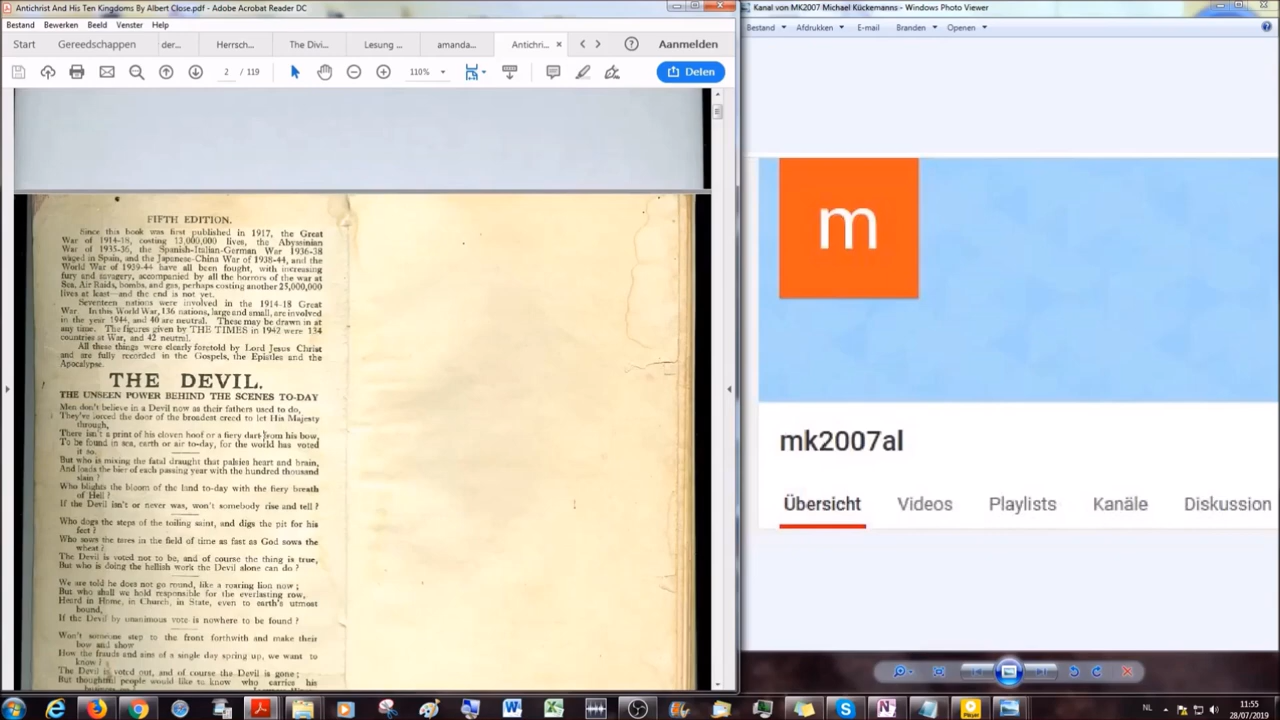 Antichrist And His Ten Kingdoms By Albert Close.pdf - Adobe Acrobat Reader DC
Bestand Bewerken Beeld Venster Help
Start Gereedschappen der... Herrsch... The Divi... Lesung ... amanda... Antichri... × Aanmelden
2 / 119 110% Delen
FIFTH EDITION.
Since this book was first published in 1917, the Great
War of 1914-18, costing 13,000,000 lives, the Abyssinian
War of 1935-36, the Spanish-Italian-German War 1936-38
waged in Spain, and the Japanese-China War of 1938-44, and the
World War of 1939-44 have all been fought, with increasing
fury and savagery, accompanied by all the horrors of the war at
Sea, Air Raids, bombs, and gas, perhaps costing another 25,000,000
lives at least—and the end is not yet.
Seventeen nations were involved in the 1914-18 Great
War. In this World War, 136 nations, large and small, are involved
in the year 1944, and 40 are neutral. These may be drawn in at
any time. The figures given by THE TIMES in 1942 were 134
countries at War, and 42 neutral.
All these things were clearly foretold by Lord Jesus Christ
and are fully recorded in the Gospels, the Epistles and the
Apocalypse.
THE DEVIL.
THE UNSEEN POWER BEHIND THE SCENES TO-DAY
Men don't believe in a Devil now as their fathers used to do,
They've forced the door of the broadest creed to let His Majesty
through,
There isn't a print of his cloven hoof or a fiery dart from his bow,
To be found in sea, earth or air to-day, for the world has voted
it so.
But who is mixing the fatal draught that palsies heart and brain,
And loads the bier of each passing year with the hundred thousand
slain ?
Who blights the bloom of the land to-day with the fiery breath
of Hell ?
If the Devil isn't or never was, won't somebody rise and tell ?
Who dogs the steps of the toiling saint, and digs the pit for his
feet ?
Who sows the tares in the field of time as fast as God sows the
wheat ?
The Devil is voted not to be, and of course the thing is true,
But who is doing the hellish work the Devil alone can do ?
We are told he does not go round, like a roaring lion now ;
But who shall we hold responsible for the everlasting row,
Heard in Home, in Church, in State, even to earth's utmost
bound,
If the Devil by unanimous vote is nowhere to be found ?
Won't someone step to the front forthwith and make their
bow and show
How the frauds and aims of a single day spring up, we want to
know ?
The Devil is voted out, and of course the Devil is gone ;
But thoughtful people would like to know who carries his
Kanal von MK2007 Michael Kückemanns - Windows Photo Viewer
Bestand Afdrukken E-mail Branden Openen
m
mk2007al
Übersicht Videos Playlists Kanäle Diskussion
NL 11:55
28/07/2019